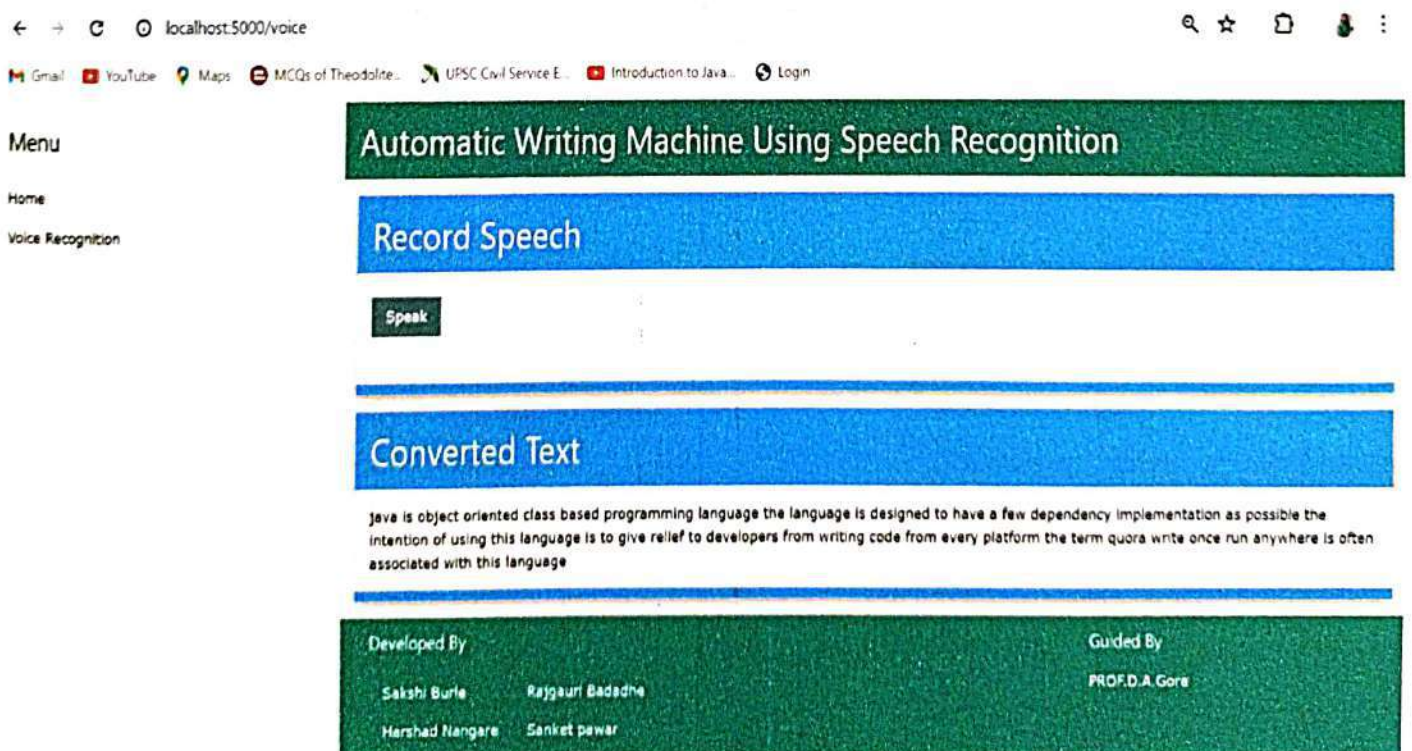 localhost:5000/voice
Gmail YouTube Maps MCQs of Theodolite... UPSC Civil Service E... Introduction to Java... Login
Menu
Home
Voice Recognition
Automatic Writing Machine Using Speech Recognition
Record Speech
Speak
Converted Text
java is object oriented class based programming language the language is designed to have a few dependency implementation as possible the
intention of using this language is to give relief to developers from writing code from every platform the term quora write once run anywhere is often
associated with this language
Developed By
Sakshi Burle Rajgauri Badadhe
Harshad Nangare Sanket pawar
Guided By
PROF.D.A.Gore